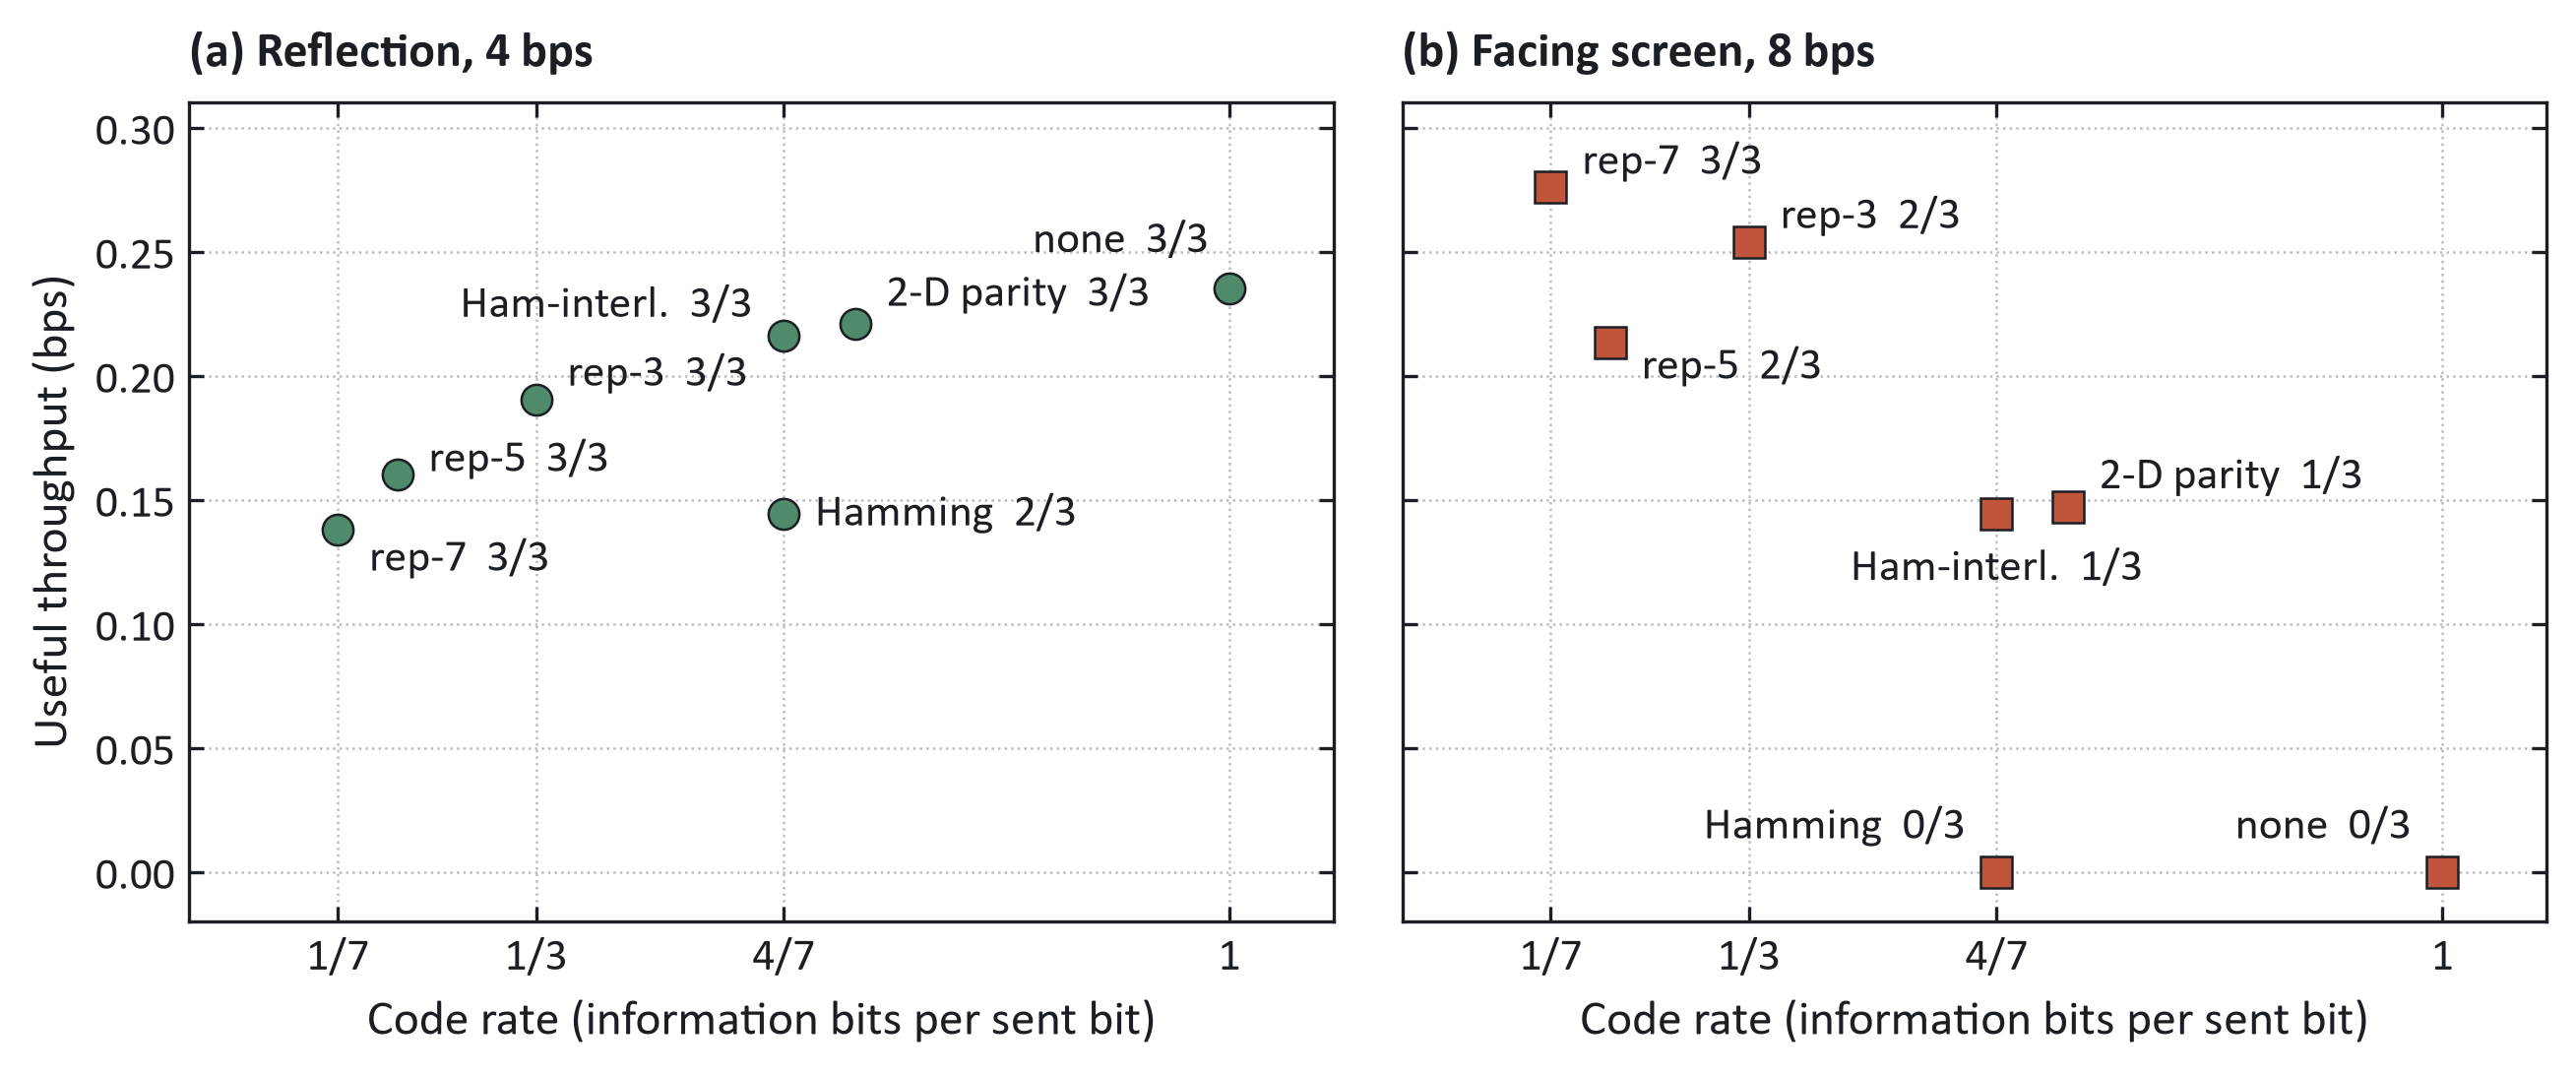 (a) Reflection, 4 bps
Useful throughput (bps)
0.30
0.25
0.20
0.15
0.10
0.05
0.00
none 3/3
2-D parity 3/3
Ham-interl. 3/3
rep-3 3/3
rep-5 3/3
Hamming 2/3
rep-7 3/3
1/7
1/3
4/7
1
Code rate (information bits per sent bit)
(b) Facing screen, 8 bps
rep-7 3/3
rep-3 2/3
rep-5 2/3
2-D parity 1/3
Ham-interl. 1/3
Hamming 0/3
none 0/3
1/7
1/3
4/7
1
Code rate (information bits per sent bit)